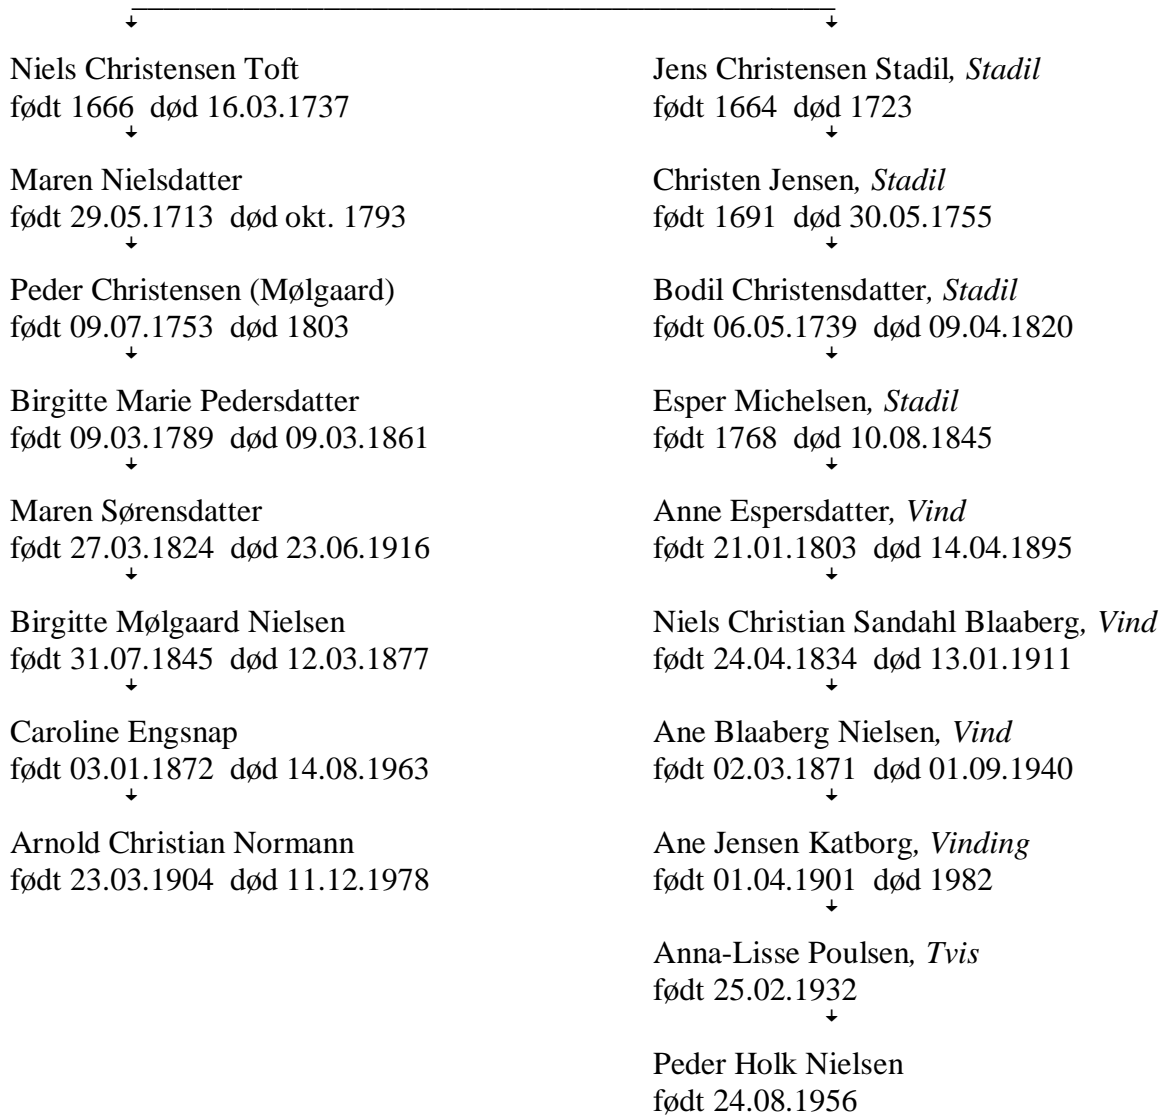 Niels Christensen Toft
født 1666 død 16.03.1737
Maren Nielsdatter
født 29.05.1713 død okt. 1793
Peder Christensen (Mølgaard)
født 09.07.1753 død 1803
Birgitte Marie Pedersdatter
født 09.03.1789 død 09.03.1861
Maren Sørensdatter
født 27.03.1824 død 23.06.1916
Birgitte Mølgaard Nielsen
født 31.07.1845 død 12.03.1877
Caroline Engsnap
født 03.01.1872 død 14.08.1963
Arnold Christian Normann
født 23.03.1904 død 11.12.1978
Jens Christensen Stadil, Stadil
født 1664 død 1723
Christen Jensen, Stadil
født 1691 død 30.05.1755
Bodil Christensdatter, Stadil
født 06.05.1739 død 09.04.1820
Esper Michelsen, Stadil
født 1768 død 10.08.1845
Anne Espersdatter, Vind
født 21.01.1803 død 14.04.1895
Niels Christian Sandahl Blaaberg, Vind
født 24.04.1834 død 13.01.1911
Ane Blaaberg Nielsen, Vind
født 02.03.1871 død 01.09.1940
Ane Jensen Katborg, Vinding
født 01.04.1901 død 1982
Anna-Lisse Poulsen, Tvis
født 25.02.1932
Peder Holk Nielsen
født 24.08.1956